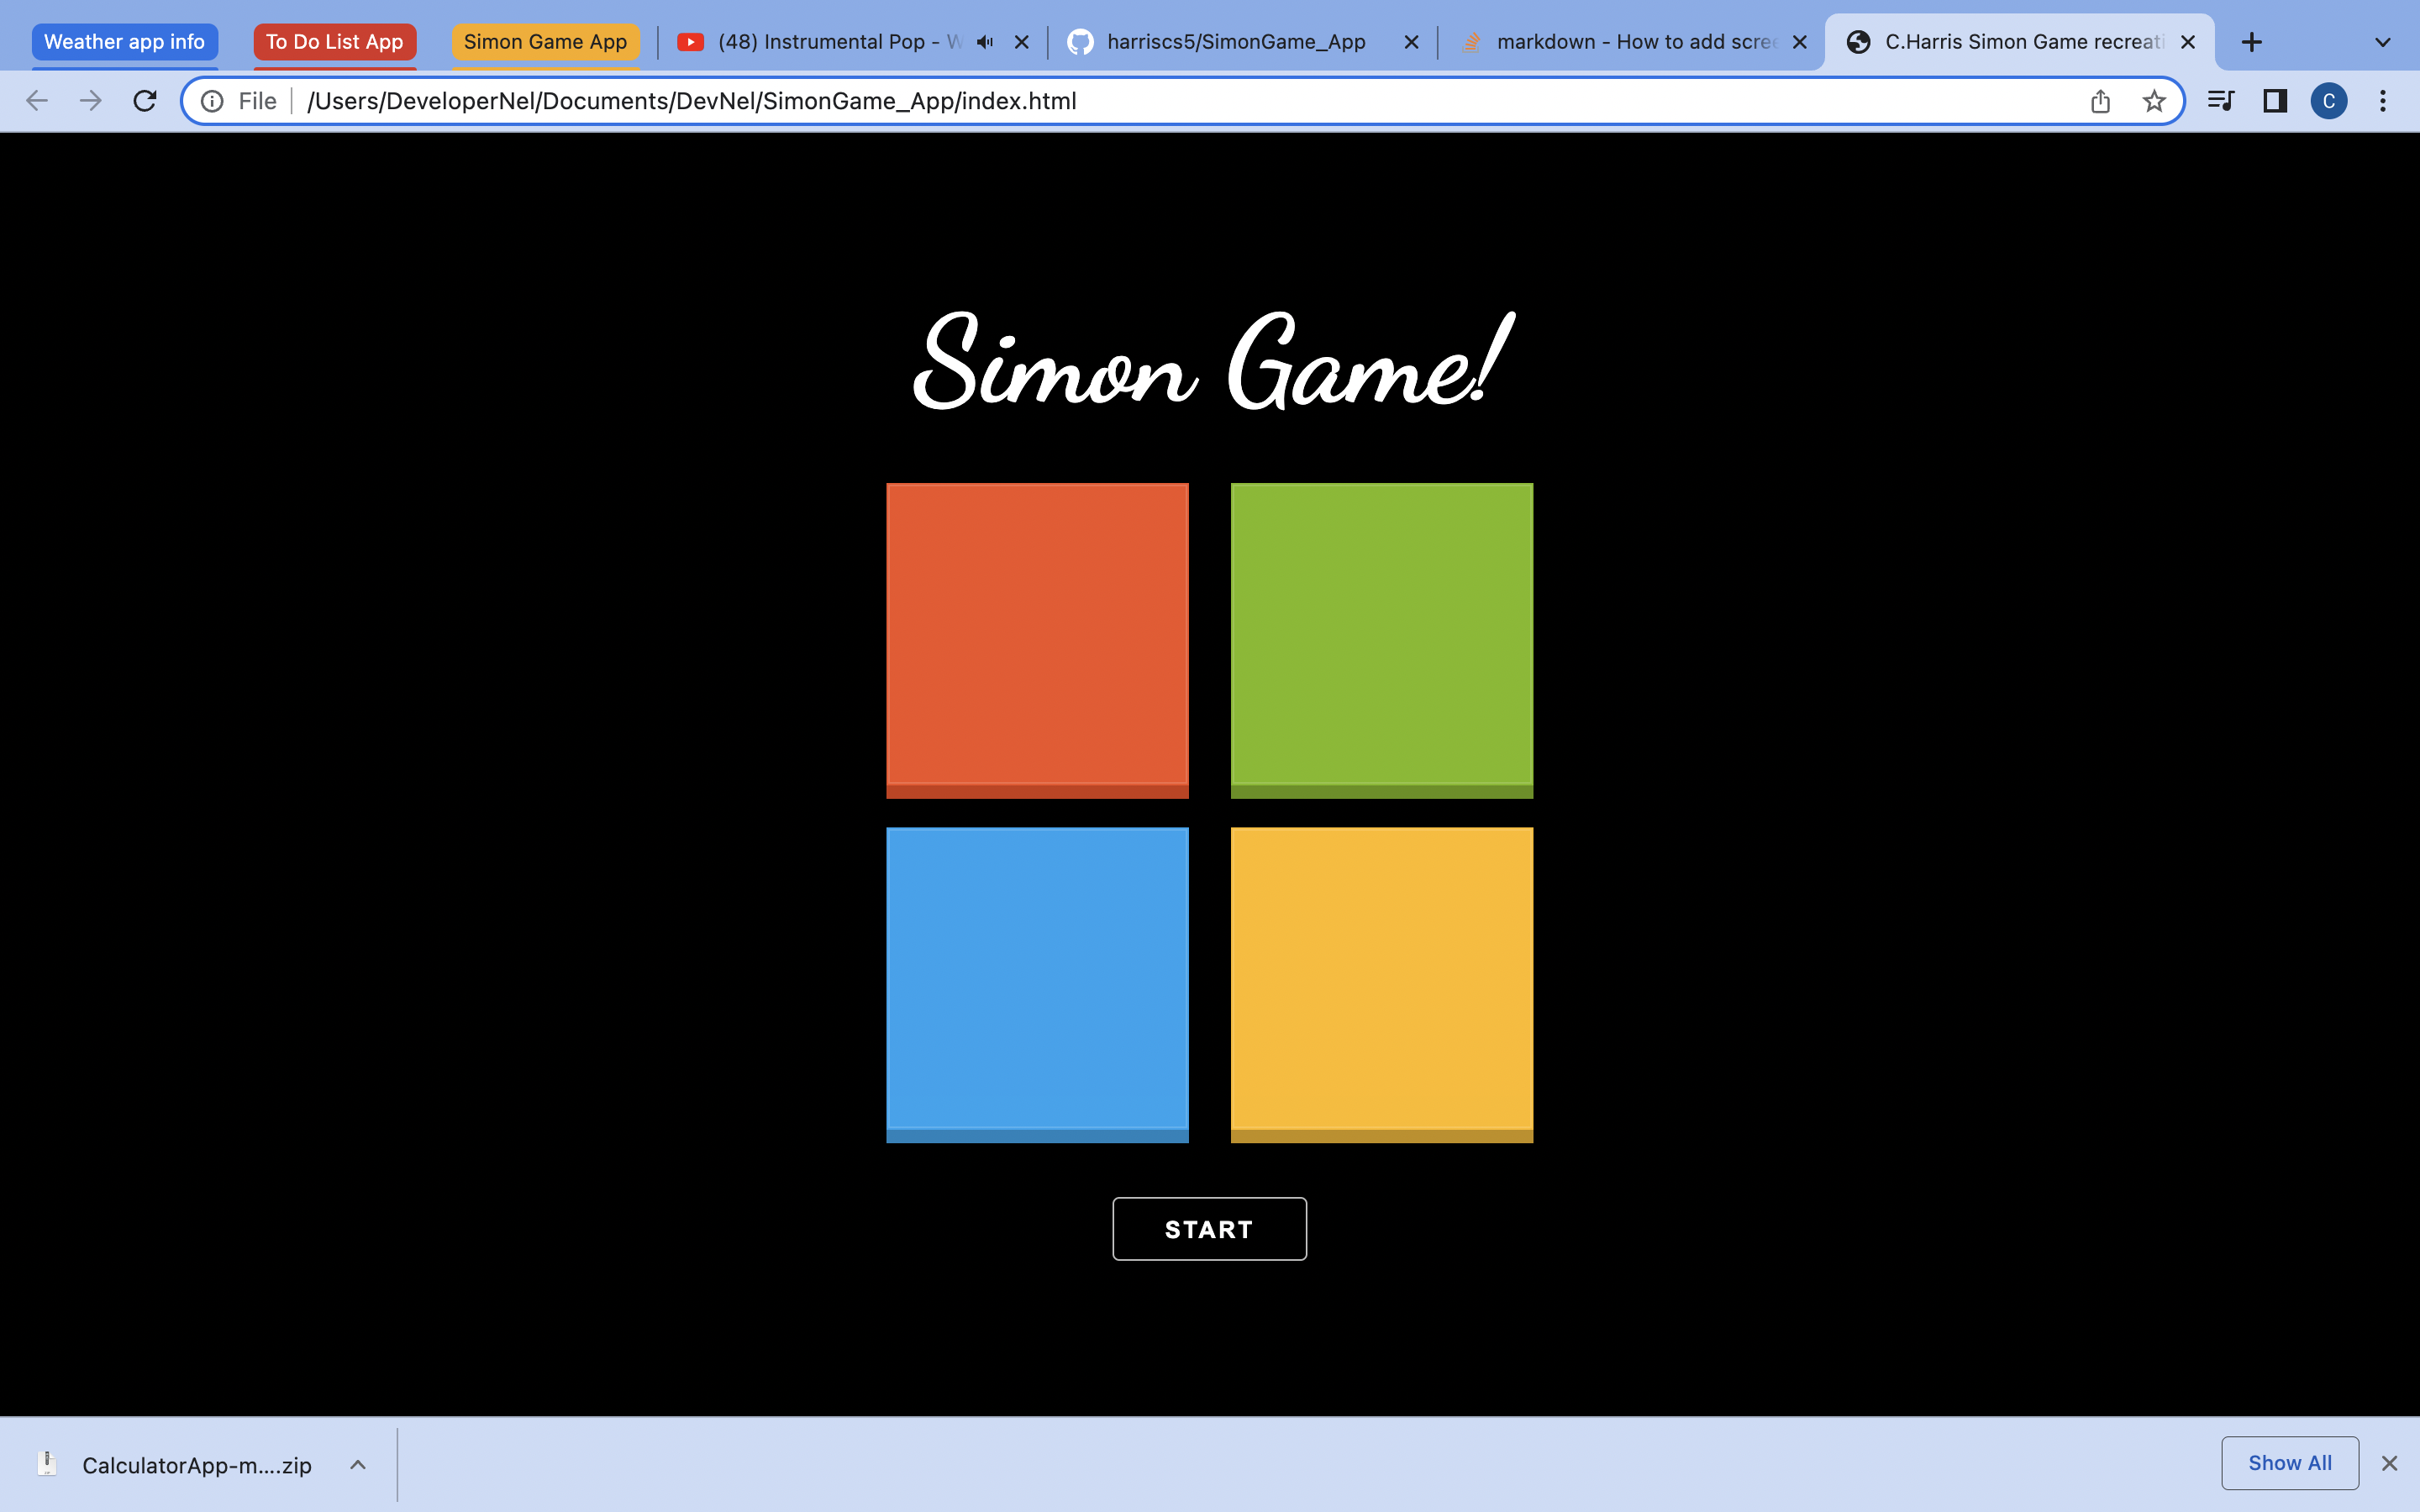 Weather app info
To Do List App
Simon Game App
(48) Instrumental Pop - W
harriscs5/SimonGame_App
markdown - How to add scree
C.Harris Simon Game recreati
File
/Users/DeveloperNel/Documents/DevNel/SimonGame_App/index.html
C
Simon Game!
START
CalculatorApp-m....zip
Show All